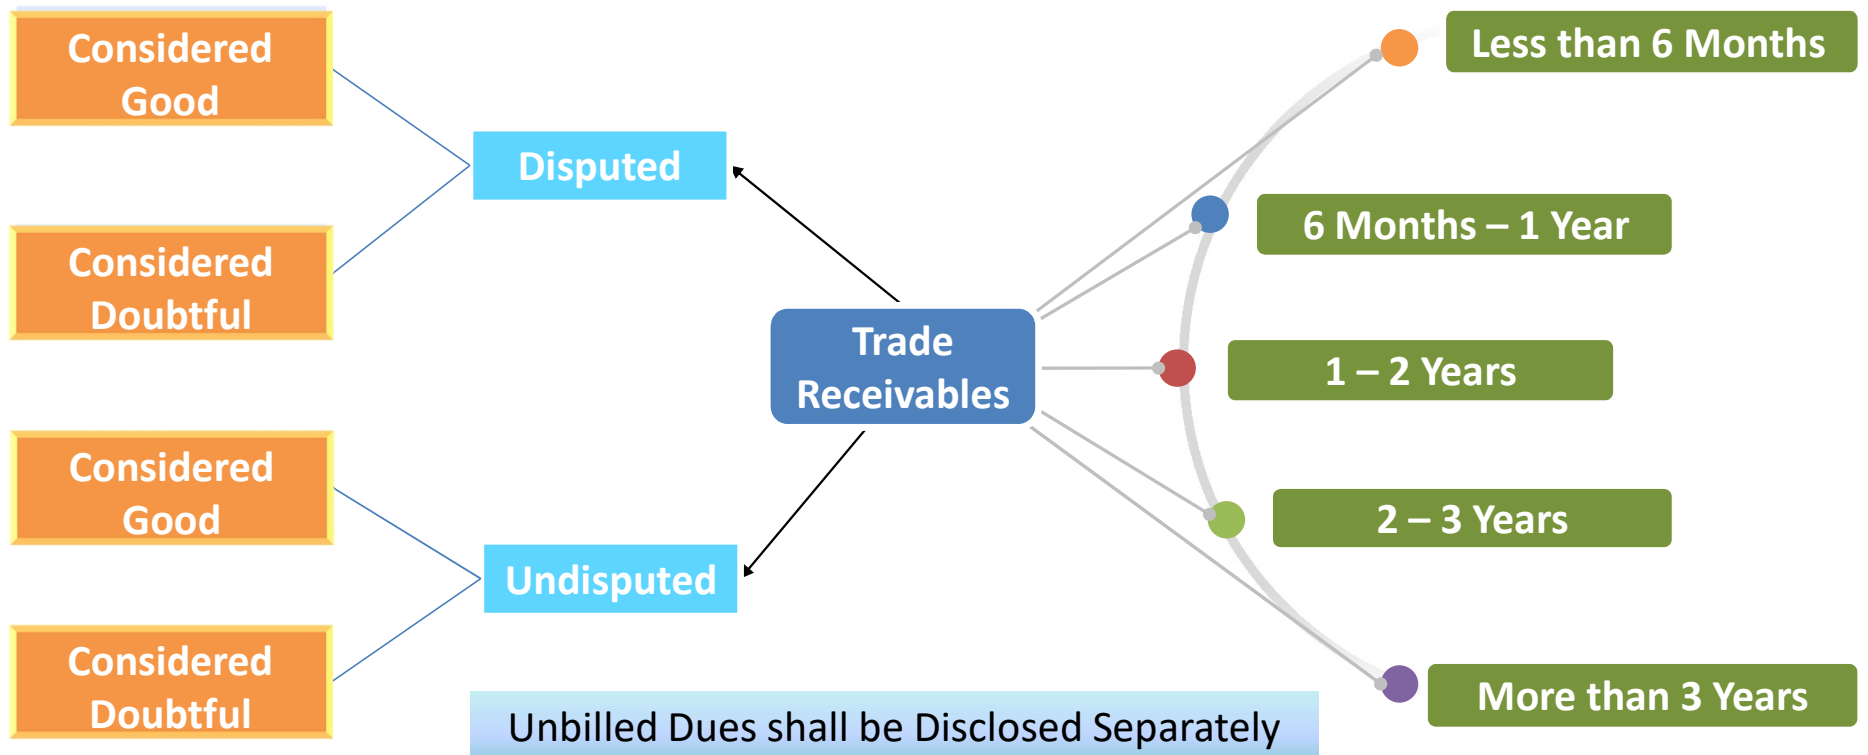 Considered
Good
Disputed
Considered
Doubtful
Considered
Good
Undisputed
Considered
Doubtful
Trade
Receivables
Less than 6 Months
6 Months – 1 Year
1 – 2 Years
2 – 3 Years
More than 3 Years
Unbilled Dues shall be Disclosed Separately